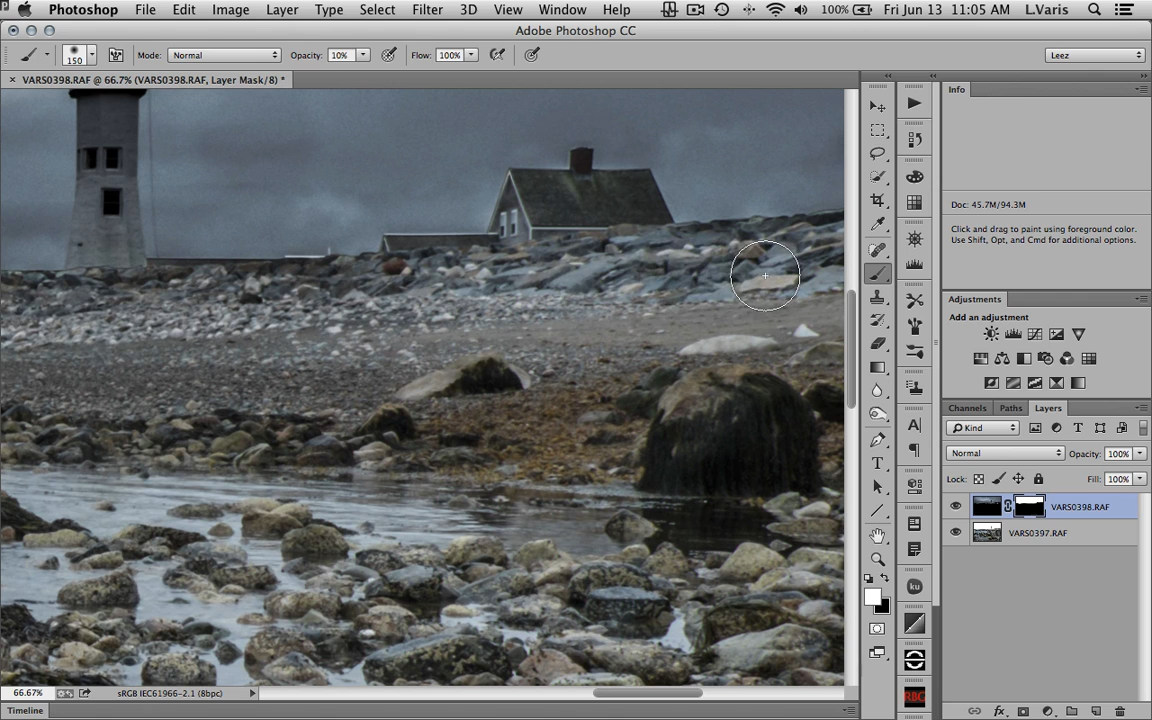 Photoshop File Edit Image Layer Type Select Filter 3D View Window Help 100% Fri Jun 13 11:05 AM L.Varis
Adobe Photoshop CC
150 Mode: Normal Opacity: 10% Flow: 100% Leez
× VARS0398.RAF @ 66.7% (VARS0398.RAF, Layer Mask/8) *
Info
Doc: 45.7M/94.3M
Click and drag to paint using foreground color.
Use Shift, Opt, and Cmd for additional options.
Adjustments
Add an adjustment
Channels Paths Layers
Kind
Normal Opacity: 100%
Lock: Fill: 100%
VARS0398.RAF
VARS0397.RAF
ku
RBG
66.67% sRGB IEC61966-2.1 (8bpc)
fx
Timeline